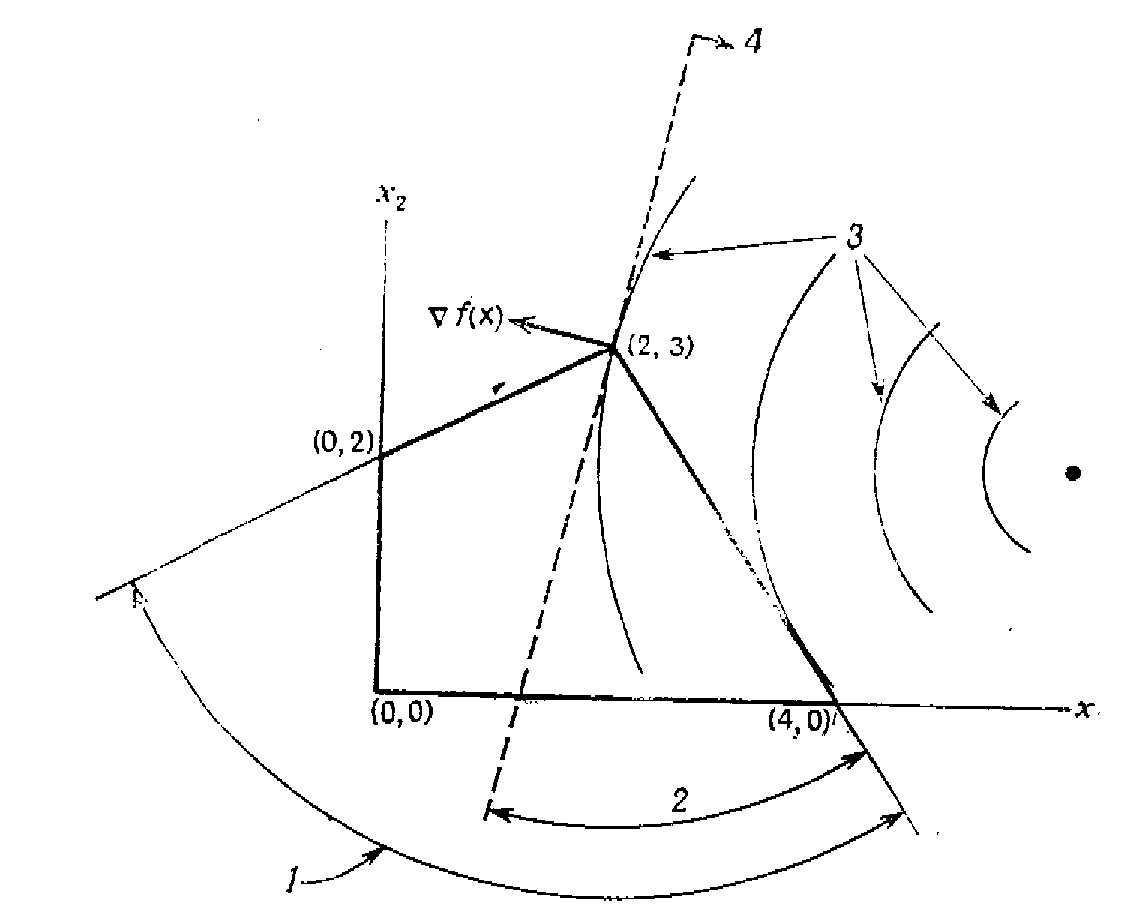 4
x₂
3
∇ f(x)
(2, 3)
(0, 2)
(0, 0)
(4, 0)
x
2
1